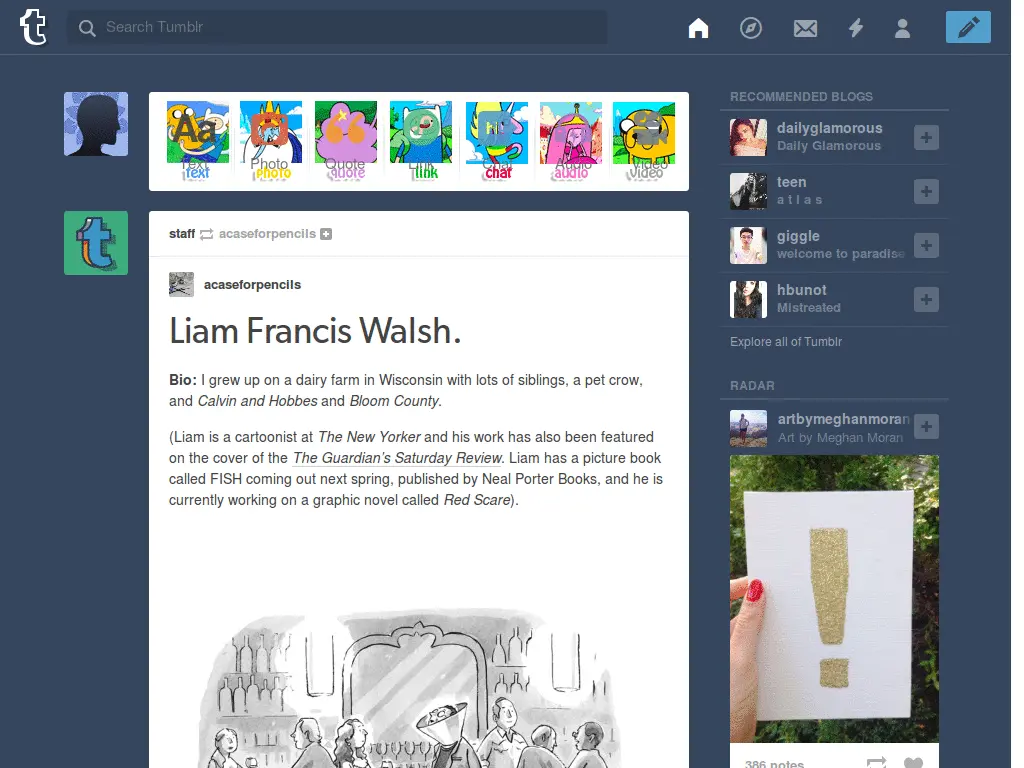 t
Search Tumblr
Aa
hi!
Text Photo Quote Link Chat Audio Video
text photo quote link chat audio video
t
staff acaseforpencils
acaseforpencils
Liam Francis Walsh.
Bio: I grew up on a dairy farm in Wisconsin with lots of siblings, a pet crow,
and Calvin and Hobbes and Bloom County.
(Liam is a cartoonist at The New Yorker and his work has also been featured
on the cover of the The Guardian's Saturday Review. Liam has a picture book
called FISH coming out next spring, published by Neal Porter Books, and he is
currently working on a graphic novel called Red Scare).
RECOMMENDED BLOGS
dailyglamorous
Daily Glamorous
teen
a t l a s
giggle
welcome to paradise
hbunot
Mistreated
Explore all of Tumblr
RADAR
artbymeghanmoran
Art by Meghan Moran
!
386 notes